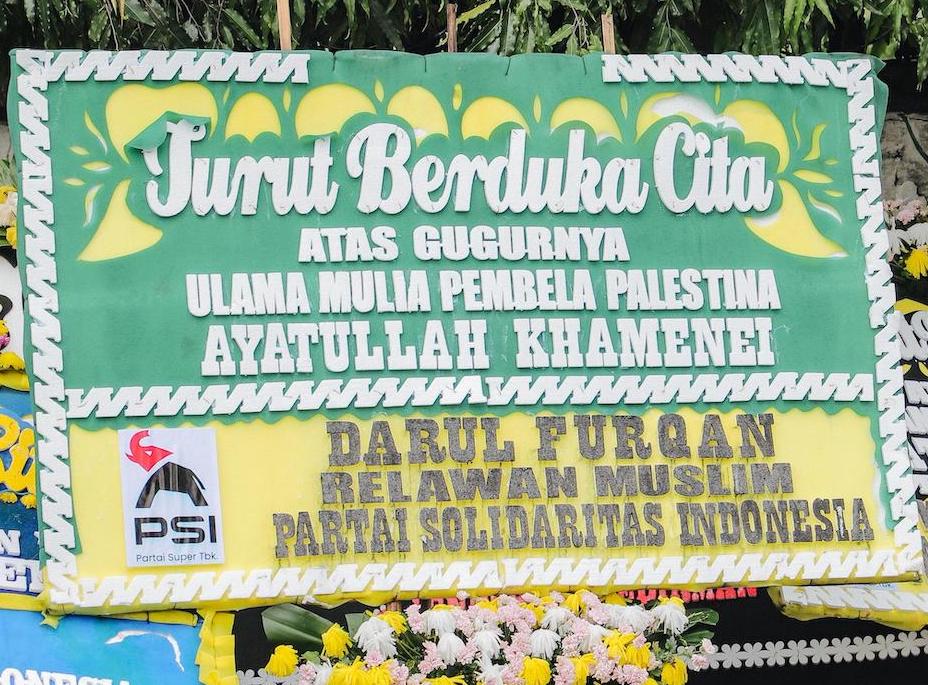 Turut Berduka Cita
ATAS GUGURNYA
ULAMA MULIA PEMBELA PALESTINA
AYATULLAH KHAMENEI
DARUL FURQAN
RELAWAN MUSLIM
PARTAI SOLIDARITAS INDONESIA
PSI
Partai Super Tbk.